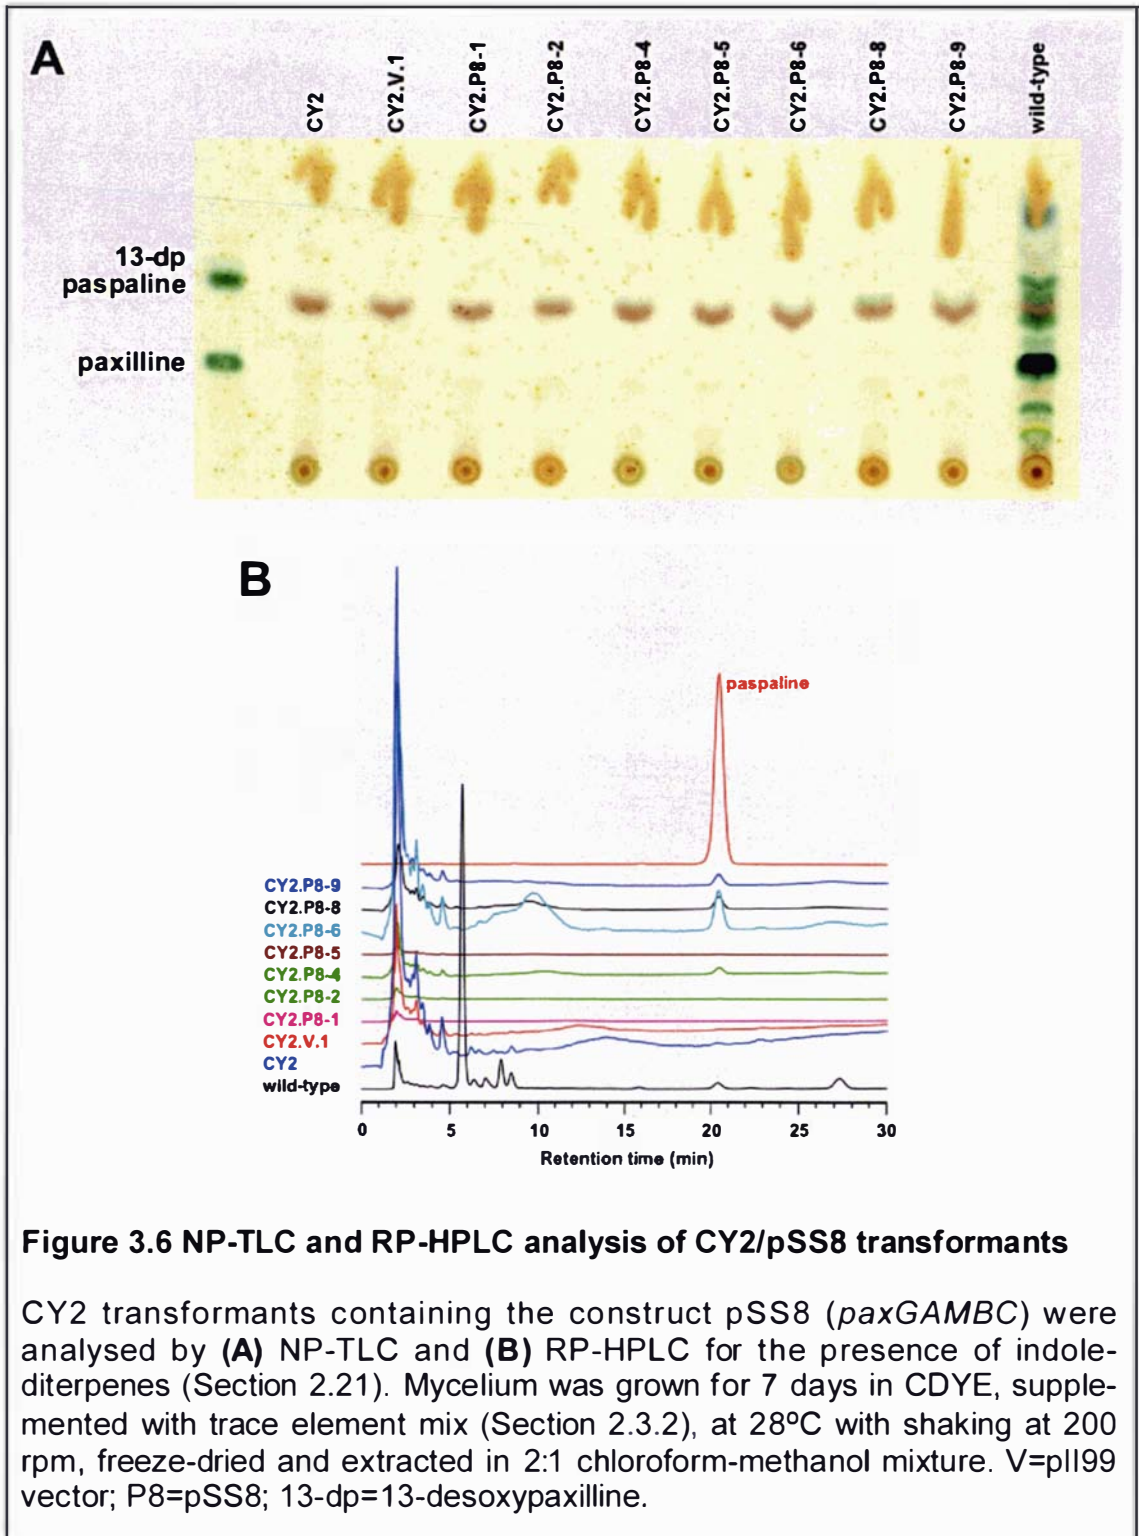 A
CY2
CY2.V.1
CY2.P8-1
CY2.P8-2
CY2.P8-4
CY2.P8-5
CY2.P8-6
CY2.P8-8
CY2.P8-9
wild-type
13-dp
paspaline
paxilline
B
paspaline
CY2.P8-9
CY2.P8-8
CY2.P8-6
CY2.P8-5
CY2.P8-4
CY2.P8-2
CY2.P8-1
CY2.V.1
CY2
wild-type
0 5 10 15 20 25 30
Retention time (min)
Figure 3.6 NP-TLC and RP-HPLC analysis of CY2/pSS8 transformants
CY2 transformants containing the construct pSS8 (paxGAMBC) were
analysed by (A) NP-TLC and (B) RP-HPLC for the presence of indole-
diterpenes (Section 2.21). Mycelium was grown for 7 days in CDYE, supple-
mented with trace element mix (Section 2.3.2), at 28ºC with shaking at 200
rpm, freeze-dried and extracted in 2:1 chloroform-methanol mixture. V=pII99
vector; P8=pSS8; 13-dp=13-desoxypaxilline.